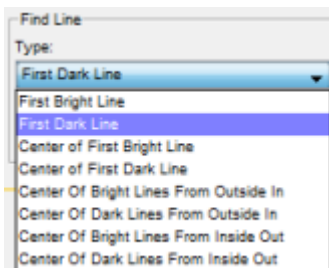 Find Line
Type:
First Dark Line
First Bright Line
First Dark Line
Center of First Bright Line
Center of First Dark Line
Center Of Bright Lines From Outside In
Center Of Dark Lines From Outside In
Center Of Bright Lines From Inside Out
Center Of Dark Lines From Inside Out